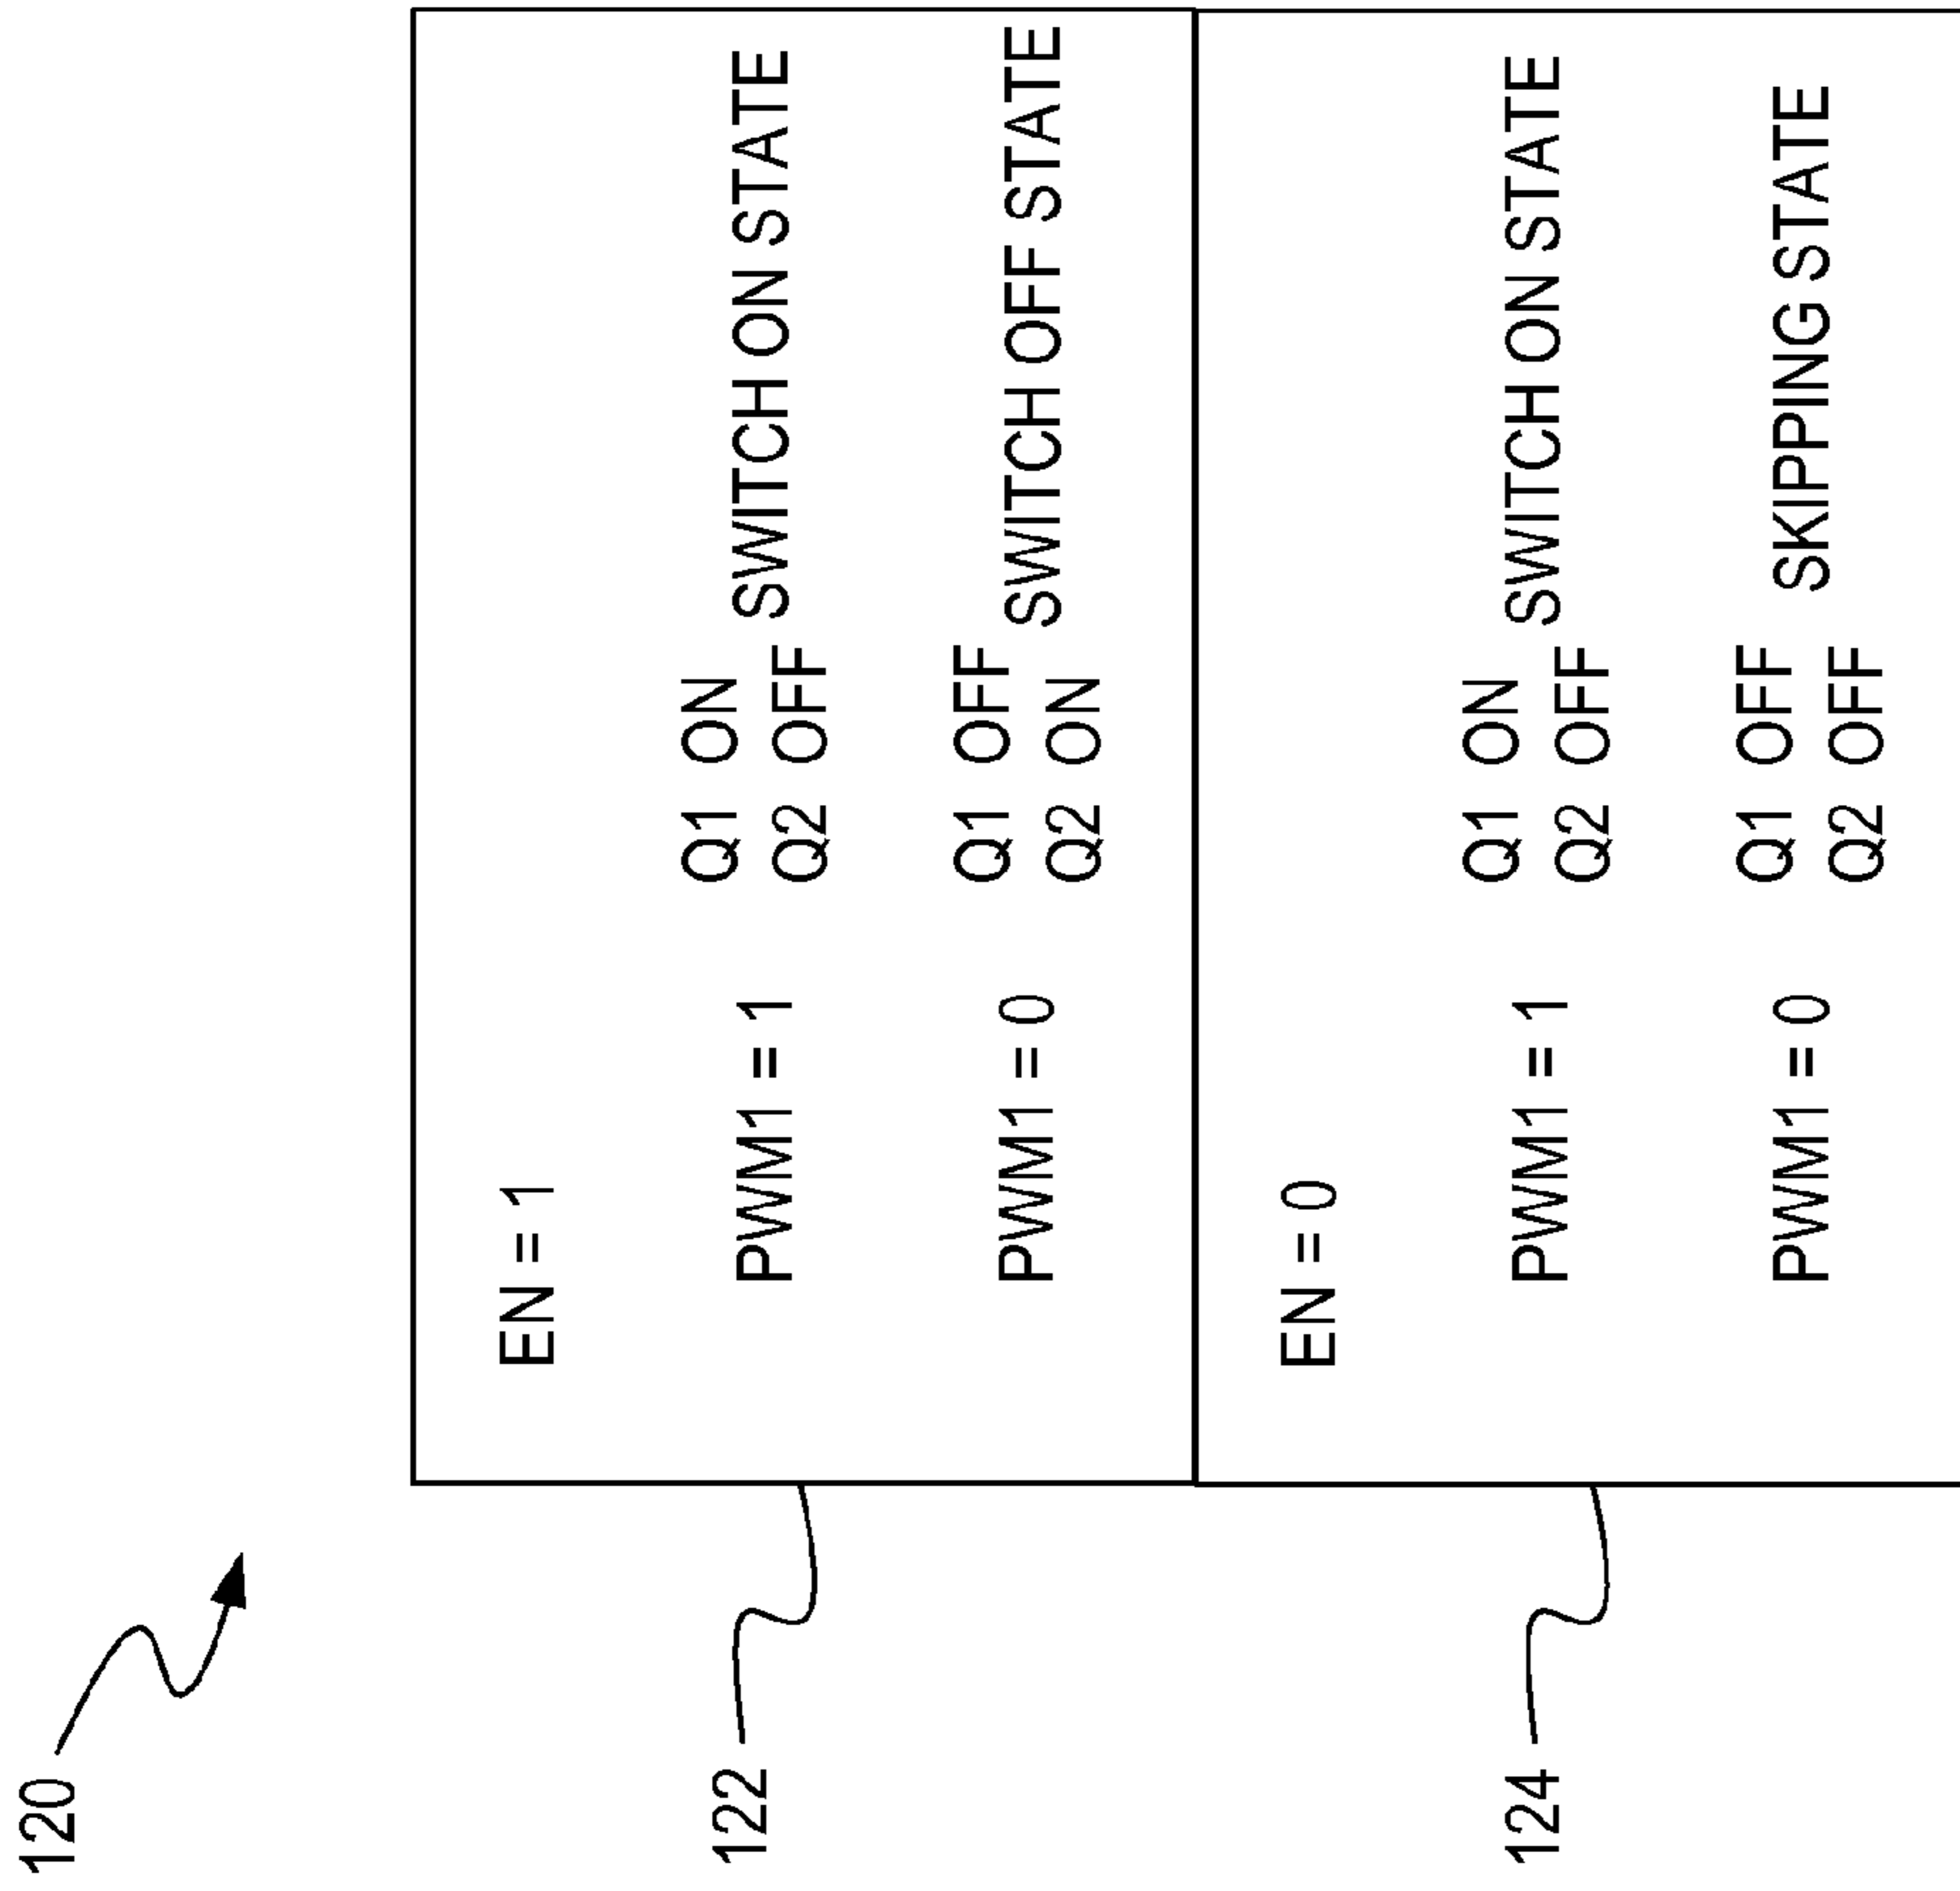 120
122
EN = 1
PWM1 = 1
Q1 ON
Q2 OFF
SWITCH ON STATE
PWM1 = 0
Q1 OFF
Q2 ON
SWITCH OFF STATE
124
EN = 0
PWM1 = 1
Q1 ON
Q2 OFF
SWITCH ON STATE
PWM1 = 0
Q1 OFF
Q2 OFF
SKIPPING STATE